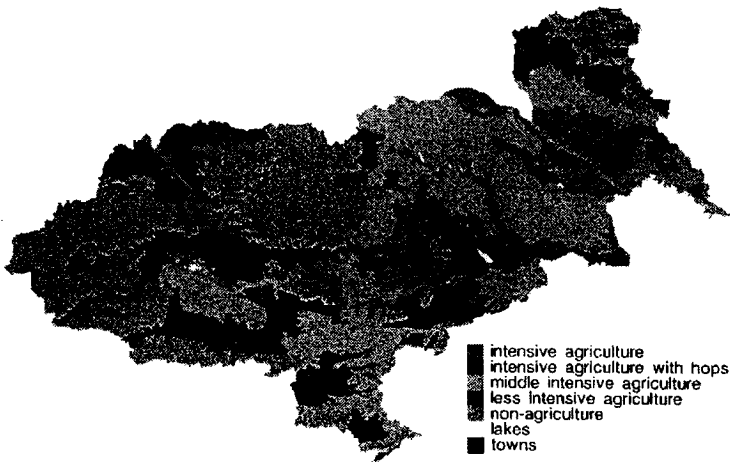 intensive agriculture
intensive agriculture with hops
middle intensive agriculture
less intensive agriculture
non-agriculture
lakes
towns